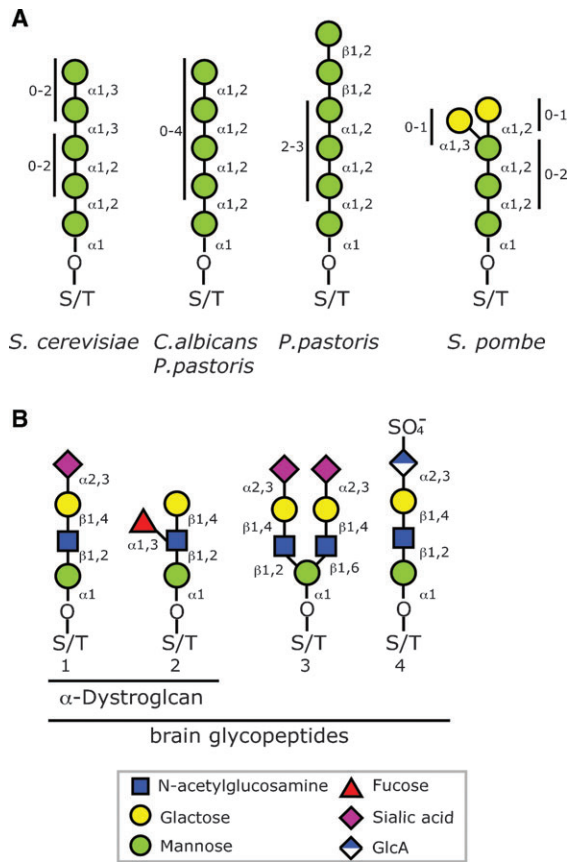 A
β1,2
0-2
α1,3
α1,2
β1,2
0-1
α1,3
α1,2
0-4
α1,2
2-3
0-1
α1,3
α1,2
0-2
α1,2
α1,2
α1,2
α1,2
0-2
α1,2
α1,2
α1,2
α1,2
α1 α1 α1 α1
O O O O
S/T S/T S/T S/T
S. cerevisiae C.albicans P.pastoris S. pombe
P.pastoris
B
SO4−
α2,3 α2,3 α2,3 α2,3
β1,4 β1,4 β1,4 β1,4 β1,4
α1,3
β1,2 β1,2 β1,2 β1,6 β1,2
α1 α1 α1 α1
O O O O
S/T S/T S/T S/T
1 2 3 4
α-Dystroglcan
brain glycopeptides
N-acetylglucosamine Fucose
Glactose Sialic acid
Mannose GlcA